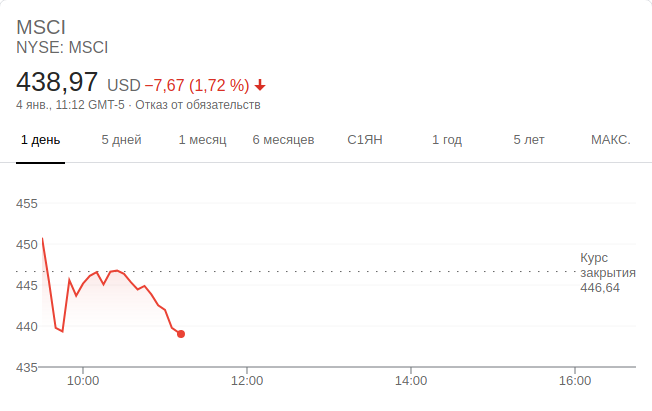 MSCI
NYSE: MSCI
438,97 USD −7,67 (1,72 %)
4 янв., 11:12 GMT-5 · Отказ от обязательств
1 день 5 дней 1 месяц 6 месяцев С1ЯН 1 год 5 лет МАКС.
455
450
Курс
закрытия
446,64
445
440
435
10:00 12:00 14:00 16:00